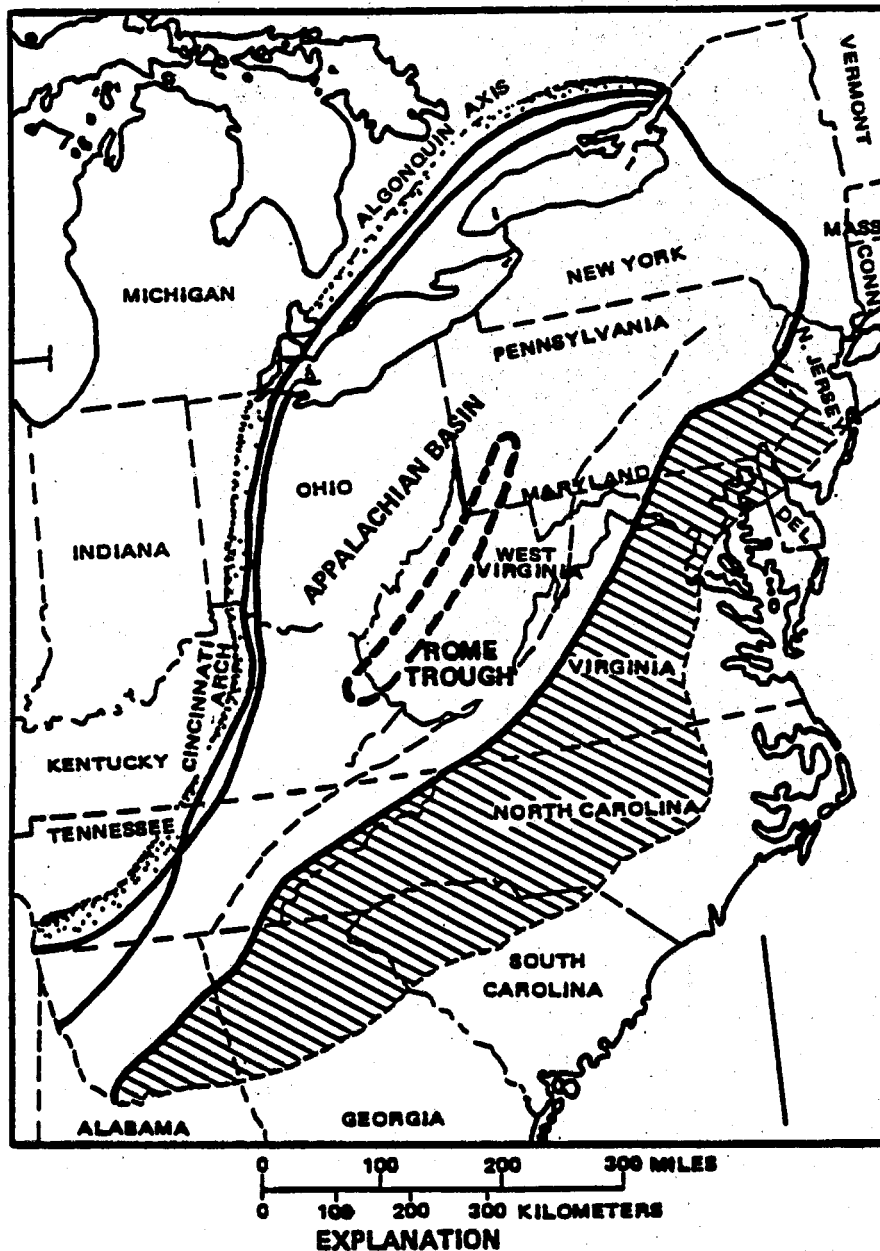 VERMONT
ALGONQUIN AXIS
MASS
CONN
NEW YORK
MICHIGAN
PENNSYLVANIA
N. JERSEY
OHIO
APPALACHIAN BASIN
MARYLAND
DEL
INDIANA
WEST
VIRGINIA
ROME
TROUGH
VIRGINIA
CINCINNATI
ARCH
KENTUCKY
NORTH CAROLINA
TENNESSEE
SOUTH
CAROLINA
ALABAMA
GEORGIA
0 100 200 300 MILES
0 100 200 300 KILOMETERS
EXPLANATION